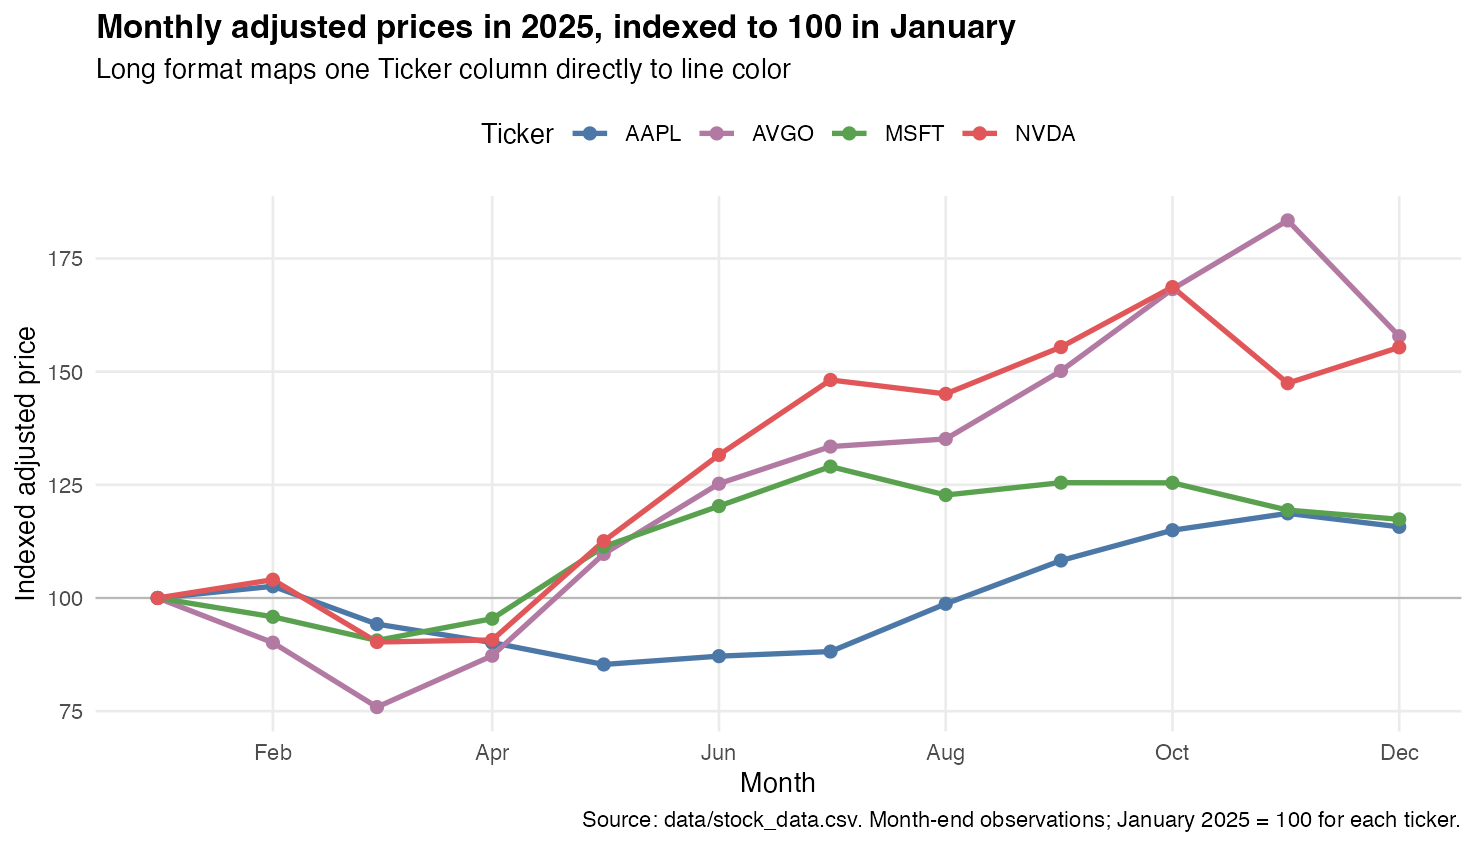 Monthly adjusted prices in 2025, indexed to 100 in January
Long format maps one Ticker column directly to line color
Ticker AAPL AVGO MSFT NVDA
Indexed adjusted price
175
150
125
100
75
Feb Apr Jun Aug Oct Dec
Month
Source: data/stock_data.csv. Month-end observations; January 2025 = 100 for each ticker.